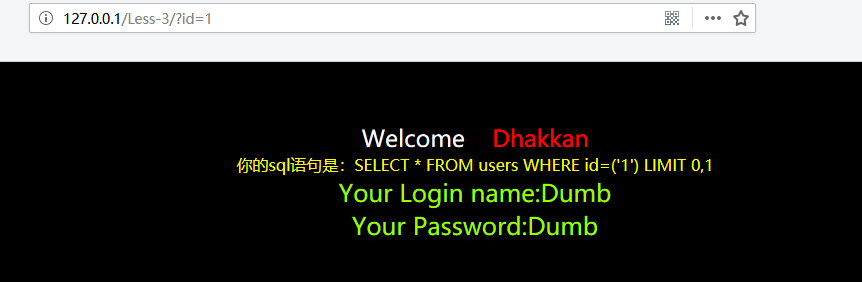 127.0.0.1/Less-3/?id=1
Welcome Dhakkan
你的sql语句是：SELECT * FROM users WHERE id=('1') LIMIT 0,1
Your Login name:Dumb
Your Password:Dumb